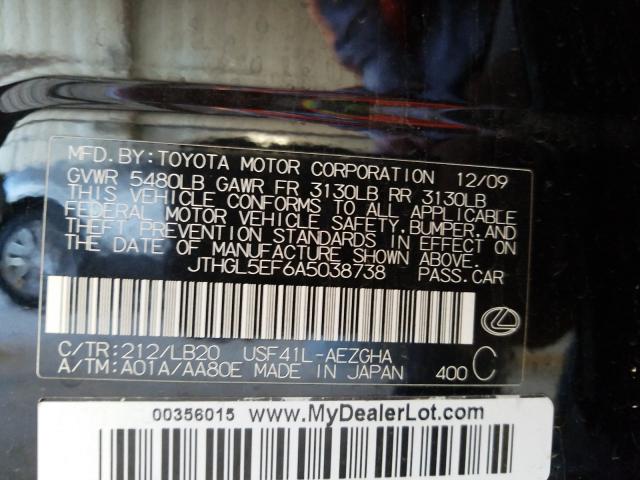 MFD.BY:TOYOTA MOTOR CORPORATION 12/09
GVWR 5480LB GAWR FR 3130LB RR 3130LB
THIS VEHICLE CONFORMS TO ALL APPLICABLE
FEDERAL MOTOR VEHICLE SAFETY,BUMPER,AND
THEFT PREVENTION STANDARDS IN EFFECT ON
THE DATE OF MANUFACTURE SHOWN ABOVE.
JTHGL5EF6A5038738 PASS.CAR
C/TR:212/LB20 USF41L-AEZGHA
A/TM:A01A/AA80E MADE IN JAPAN 400 C
00356015 www.MyDealerLot.com